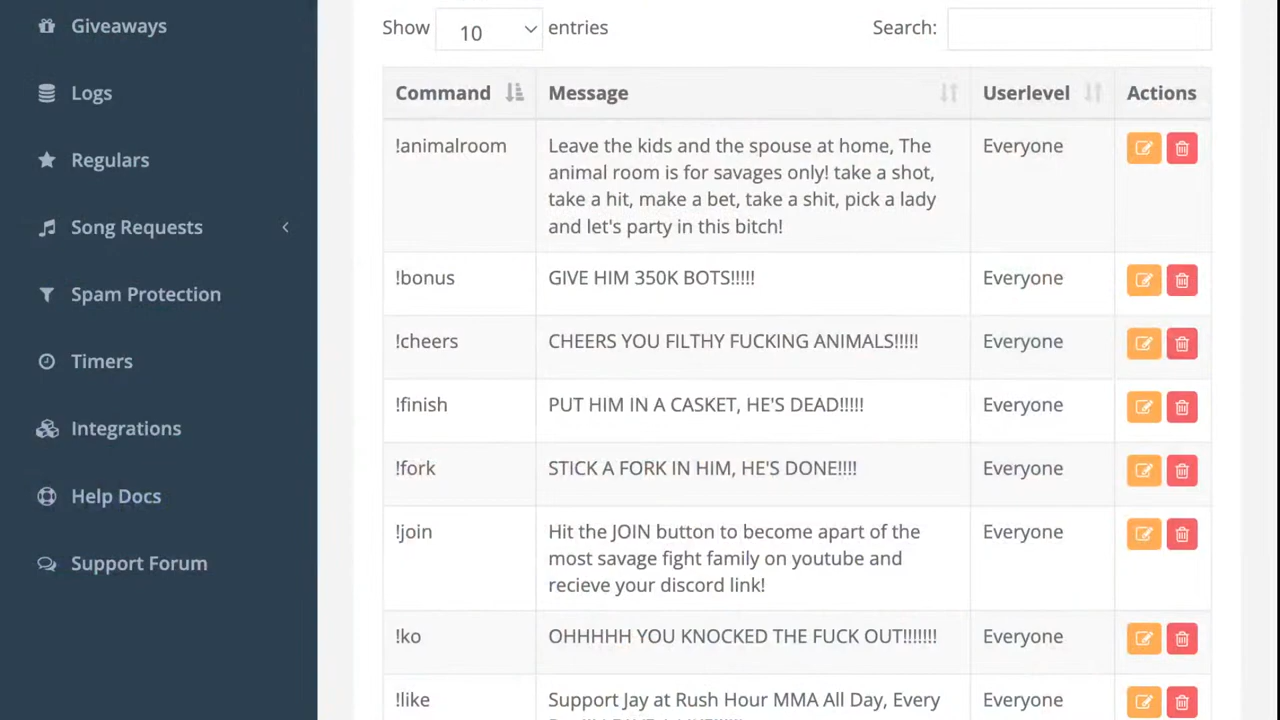 Giveaways
Logs
Regulars
Song Requests
Spam Protection
Timers
Integrations
Help Docs
Support Forum
Show 10 entries
Search:
Command Message Userlevel Actions
!animalroom Leave the kids and the spouse at home, The Everyone
animal room is for savages only! take a shot,
take a hit, make a bet, take a shit, pick a lady
and let's party in this bitch!
!bonus GIVE HIM 350K BOTS!!!!! Everyone
!cheers CHEERS YOU FILTHY FUCKING ANIMALS!!!!! Everyone
!finish PUT HIM IN A CASKET, HE'S DEAD!!!!! Everyone
!fork STICK A FORK IN HIM, HE'S DONE!!!! Everyone
!join Hit the JOIN button to become apart of the Everyone
most savage fight family on youtube and
recieve your discord link!
!ko OHHHHH YOU KNOCKED THE FUCK OUT!!!!!!! Everyone
!like Support Jay at Rush Hour MMA All Day, Every Everyone